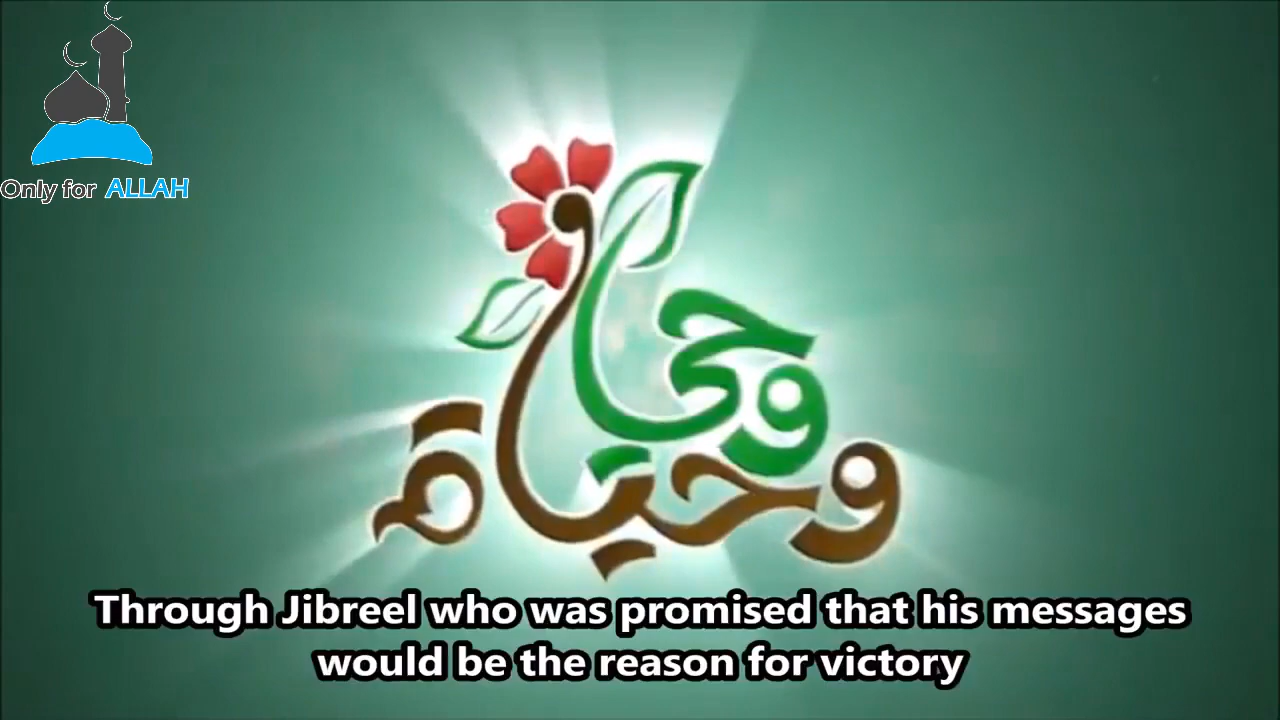 Only for ALLAH
وحي
وحياة
Through Jibreel who was promised that his messages
would be the reason for victory